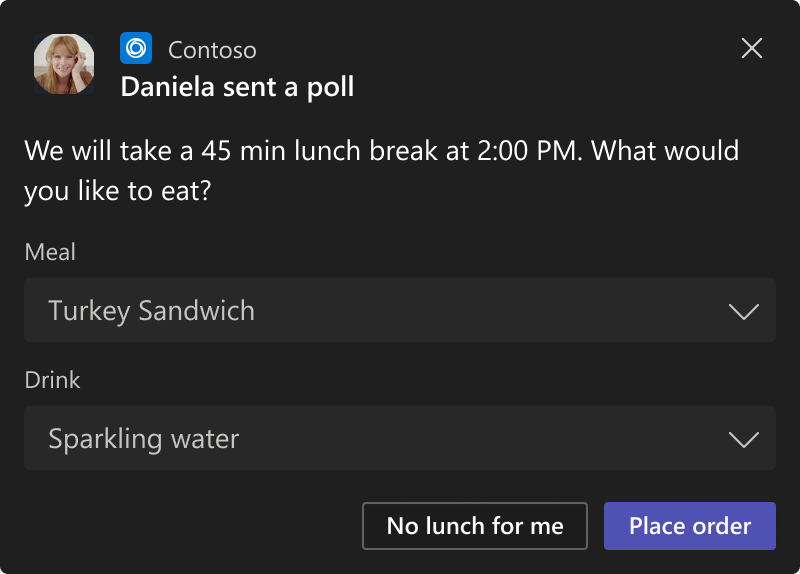 Contoso
Daniela sent a poll
We will take a 45 min lunch break at 2:00 PM. What would
you like to eat?
Meal
Turkey Sandwich
Drink
Sparkling water
No lunch for me
Place order